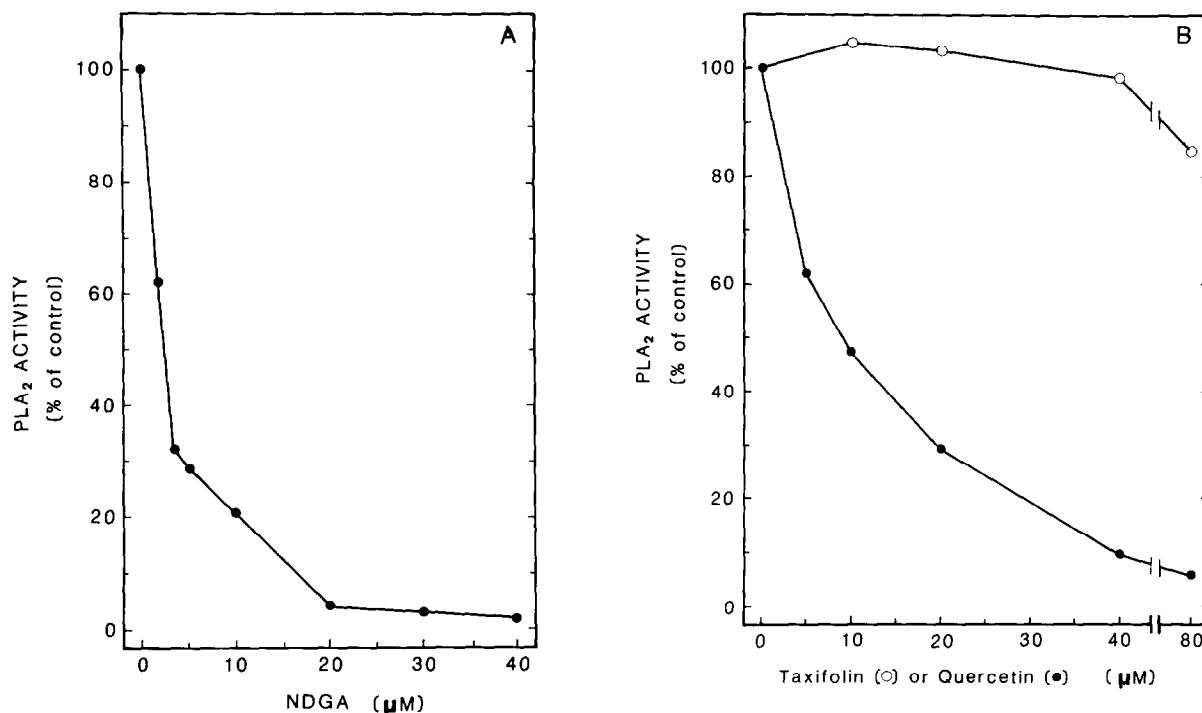 A
100
80
60
40
20
0
PLA₂ ACTIVITY
(% of control)
0 10 20 30 40
NDGA (µM)
B
100
80
60
40
20
0
PLA₂ ACTIVITY
(% of control)
0 10 20 30 40 80
Taxifolin (○) or Quercetin (●) (µM)